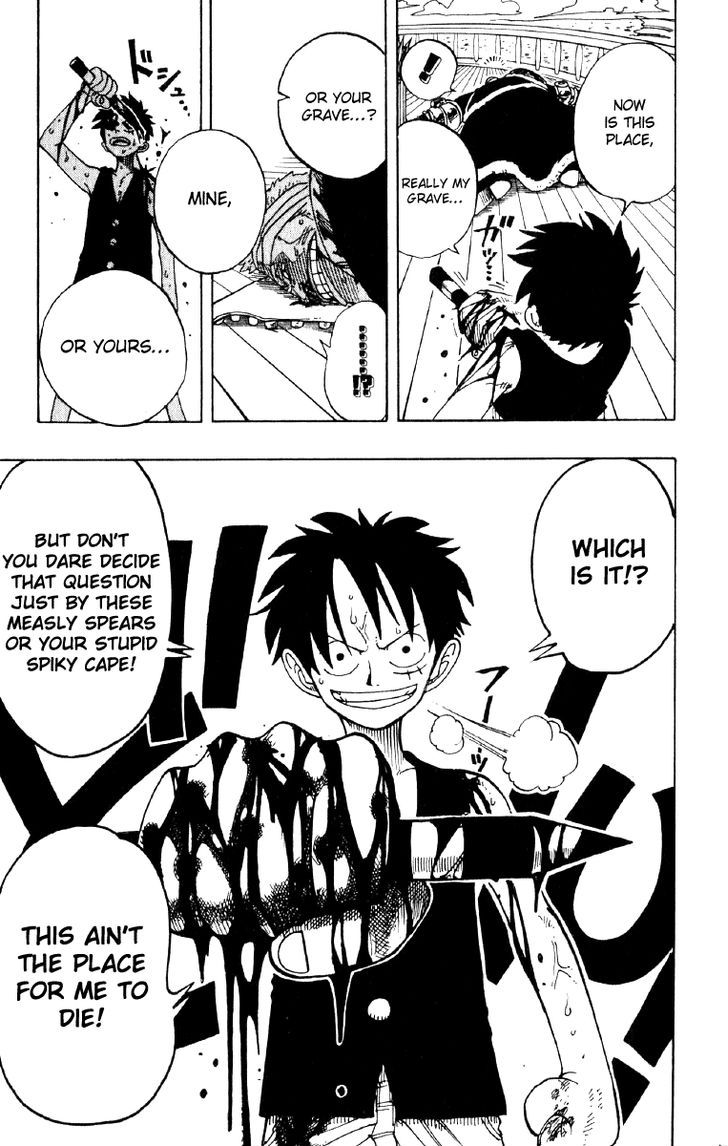 NOW
IS THIS
PLACE,
!!
REALLY MY
GRAVE...
ガッ
OR YOUR
GRAVE...?
......!?
MINE,
ドシュ...
OR YOURS...
WHICH
IS IT!?
BUT DON'T
YOU DARE DECIDE
THAT QUESTION
JUST BY THESE
MEASLY SPEARS
OR YOUR STUPID
SPIKY CAPE!
フーッ
THIS AIN'T
THE PLACE
FOR ME TO
DIE!